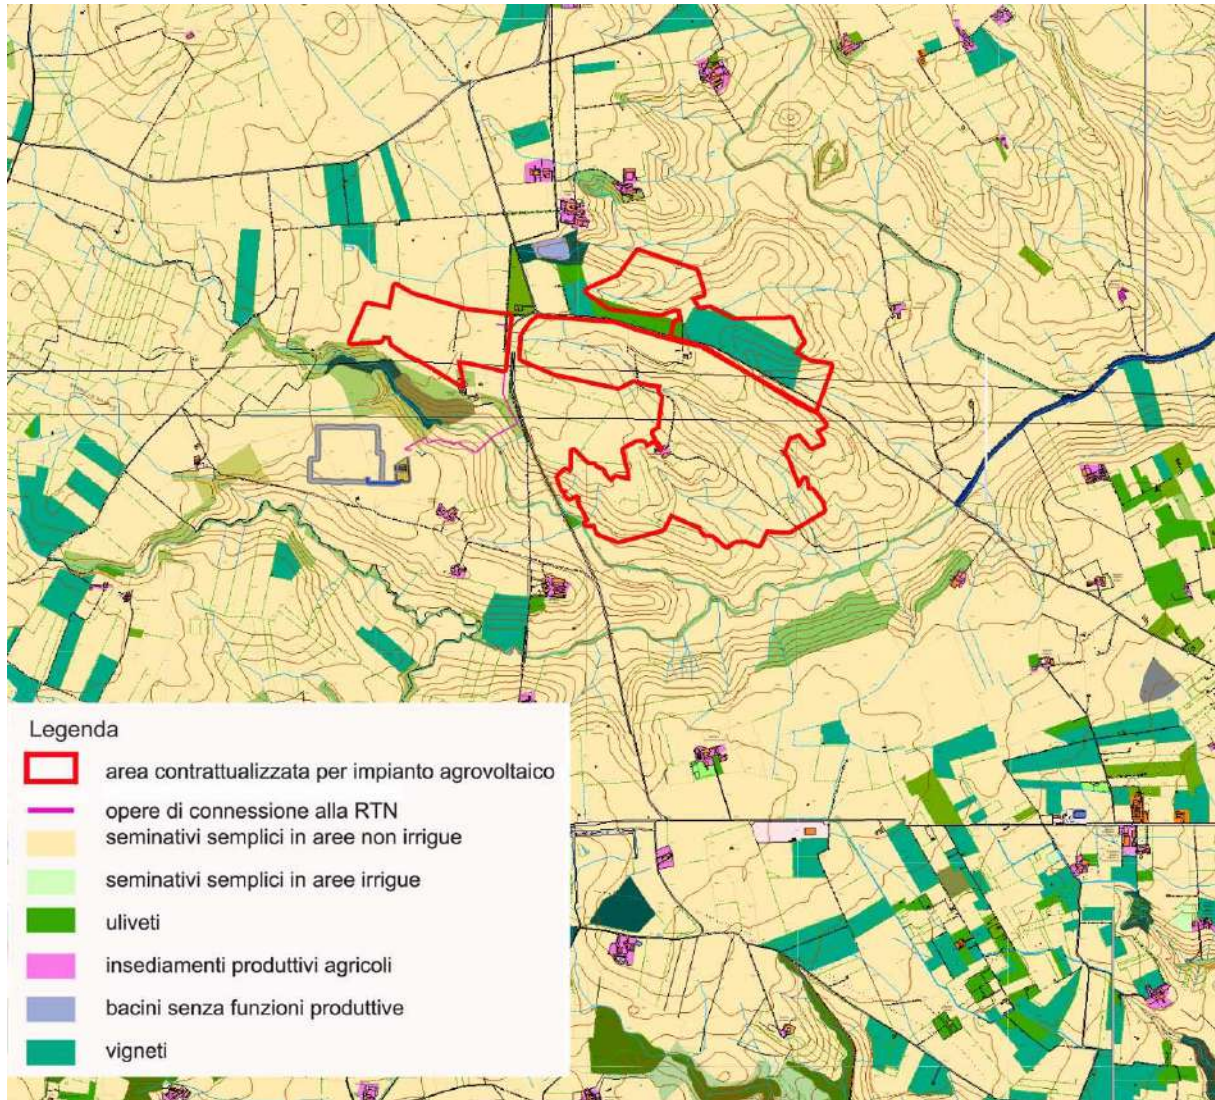 Legenda
area contrattualizzata per impianto agrovoltaico
opere di connessione alla RTN
seminativi semplici in aree non irrigue
seminativi semplici in aree irrigue
uliveti
insediamenti produttivi agricoli
bacini senza funzioni produttive
vigneti